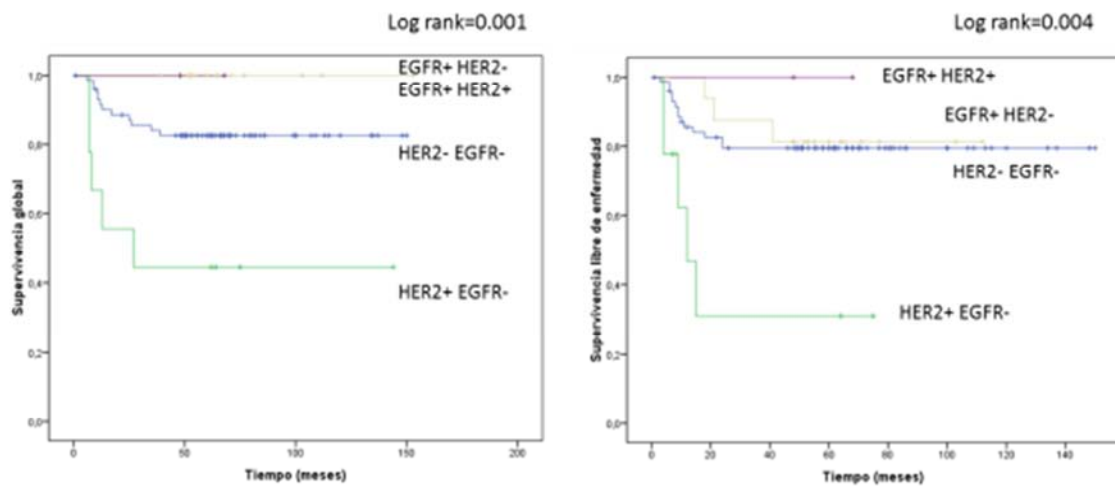 Log rank=0.001
EGFR+ HER2-
EGFR+ HER2+
HER2- EGFR-
HER2+ EGFR-
Supervivencia global
1,0
0,8
0,6
0,4
0,2
0,0
0
50
100
150
200
Tiempo (meses)
Log rank=0.004
EGFR+ HER2+
EGFR+ HER2-
HER2- EGFR-
HER2+ EGFR-
Supervivencia libre de enfermedad
1,0
0,8
0,6
0,4
0,2
0,0
0
20
40
60
80
100
120
140
Tiempo (meses)